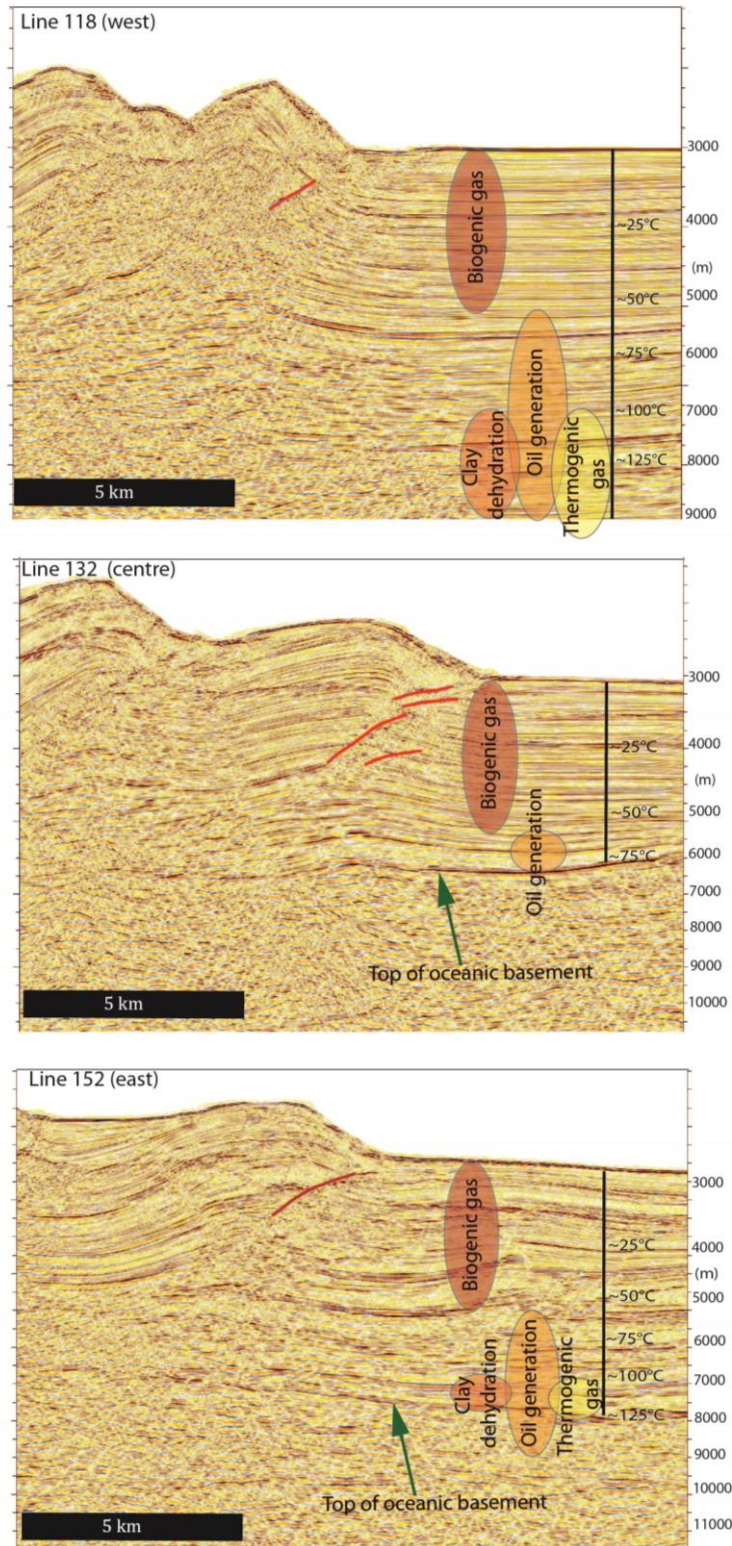 Line 118 (west)
3000
Biogenic gas
~25°C
4000
(m)
~50°C
5000
~75°C
6000
Oil generation
~100°C
7000
Clay
dehydration
Thermogenic
gas
~125°C
8000
5 km
9000
Line 132 (centre)
3000
Biogenic gas
~25°C
4000
(m)
~50°C
5000
Oil generation
~75°C
6000
7000
8000
Top of oceanic basement
9000
5 km
10000
Line 152 (east)
3000
Biogenic gas
~25°C
4000
(m)
~50°C
5000
~75°C
6000
Clay
dehydration
Oil generation
Thermogenic
gas
~100°C
7000
~125°C
8000
9000
10000
Top of oceanic basement
5 km
11000